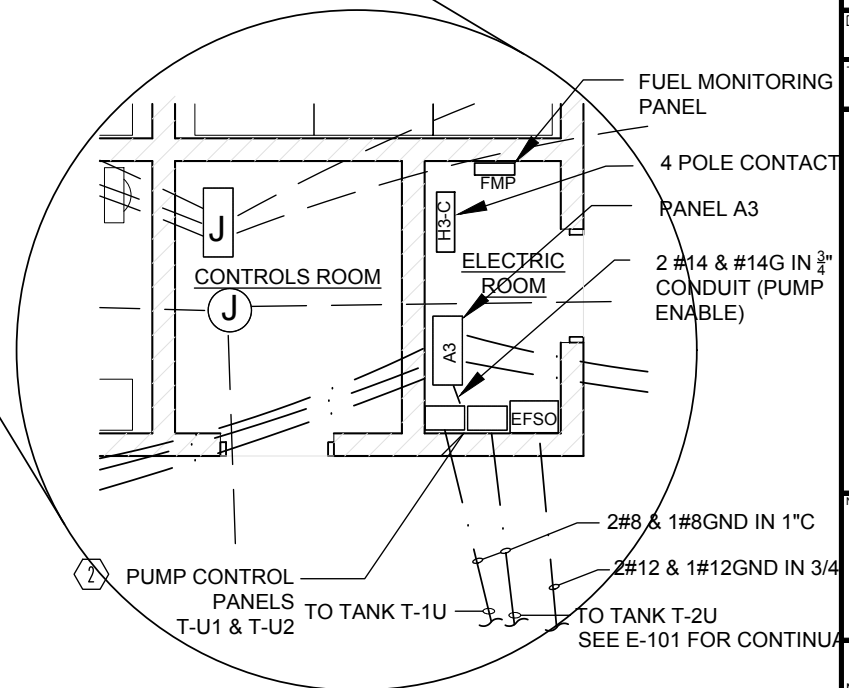 FUEL MONITORING
PANEL
FMP
4 POLE CONTACT
H3-C
PANEL A3
J
CONTROLS ROOM
ELECTRIC
ROOM
2 #14 & #14G IN 3/4"
CONDUIT (PUMP
ENABLE)
J
A3
EFSO
2#8 & 1#8GND IN 1"C
2#12 & 1#12GND IN 3/4
2
PUMP CONTROL
PANELS
T-U1 & T-U2
TO TANK T-1U
TO TANK T-2U
SEE E-101 FOR CONTINUA